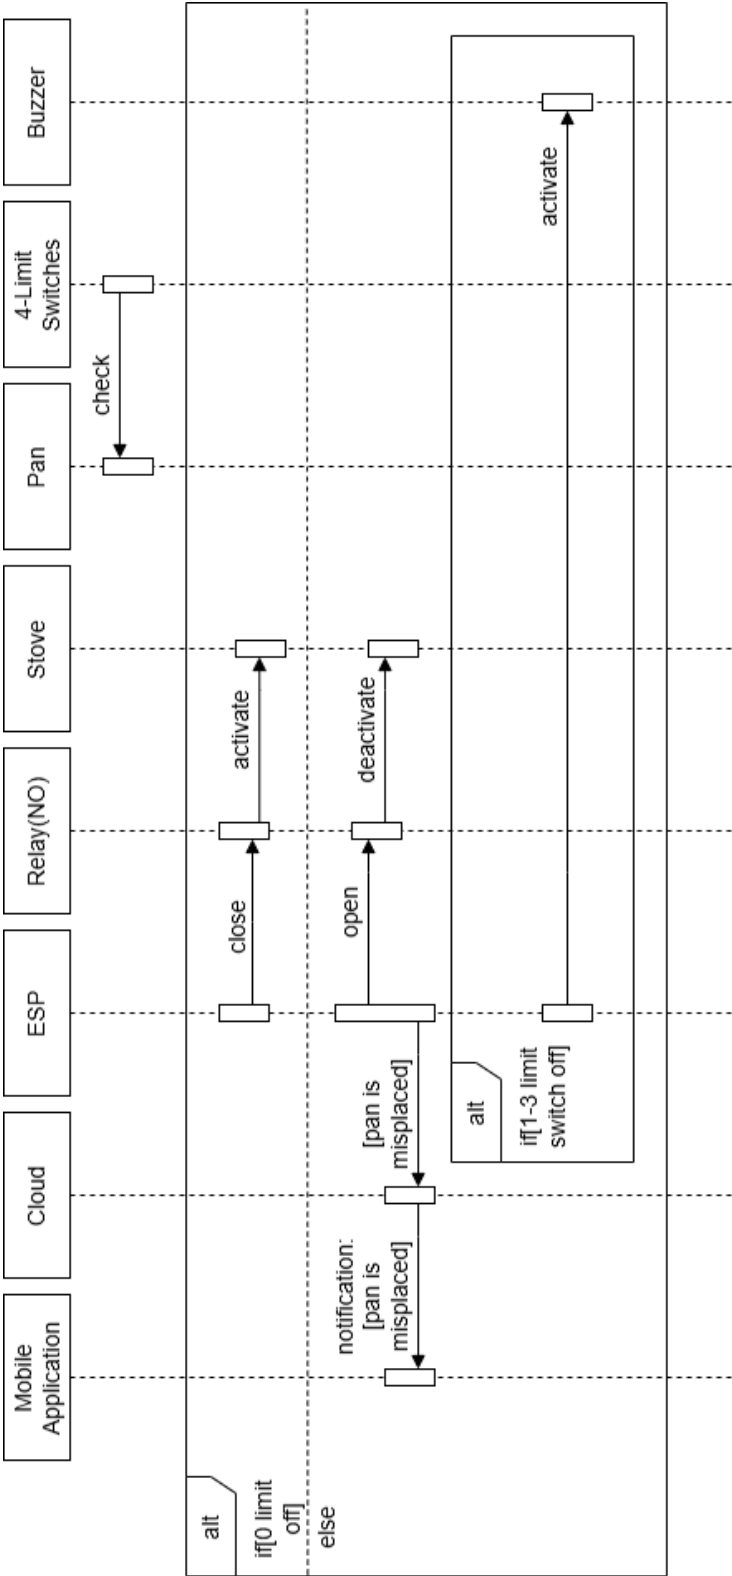 Mobile
Application
Cloud
ESP
Relay(NO)
Stove
Pan
4-Limit
Switches
Buzzer
check
alt
if[0 limit
off]
close
activate
else
open
deactivate
[pan is
misplaced]
notification:
[pan is
misplaced]
alt
if[1-3 limit
switch off]
activate